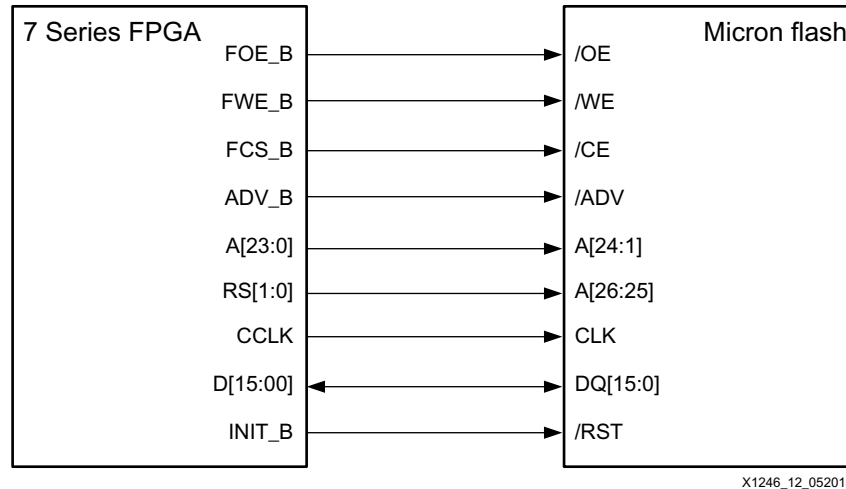 7 Series FPGA Micron flash
FOE_B /OE
FWE_B /WE
FCS_B /CE
ADV_B /ADV
A[23:0] A[24:1]
RS[1:0] A[26:25]
CCLK CLK
D[15:00] DQ[15:0]
INIT_B /RST
X1246_12_05201